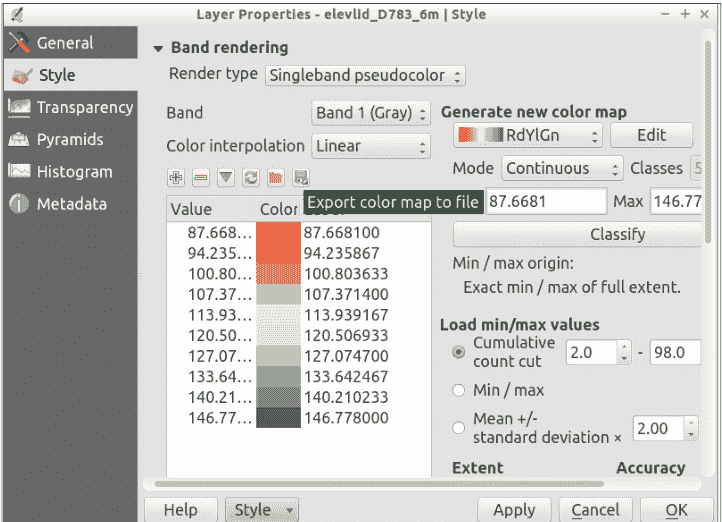 Layer Properties - elevlid_D783_6m | Style
General
Style
Transparency
Pyramids
Histogram
Metadata
Band rendering
Render type Singleband pseudocolor
Band Band 1 (Gray)
Color interpolation Linear
Generate new color map
RdYlGn Edit
Mode Continuous Classes 5
Export color map to file
87.6681 Max 146.77
Classify
Min / max origin:
Exact min / max of full extent.
Value Color
87.668... 87.668100
94.235... 94.235867
100.80... 100.803633
107.37... 107.371400
113.93... 113.939167
120.50... 120.506933
127.07... 127.074700
133.64... 133.642467
140.21... 140.210233
146.77... 146.778000
Load min/max values
Cumulative
count cut 2.0 - 98.0
Min / max
Mean +/-
standard deviation × 2.00
Extent Accuracy
Help Style Apply Cancel OK